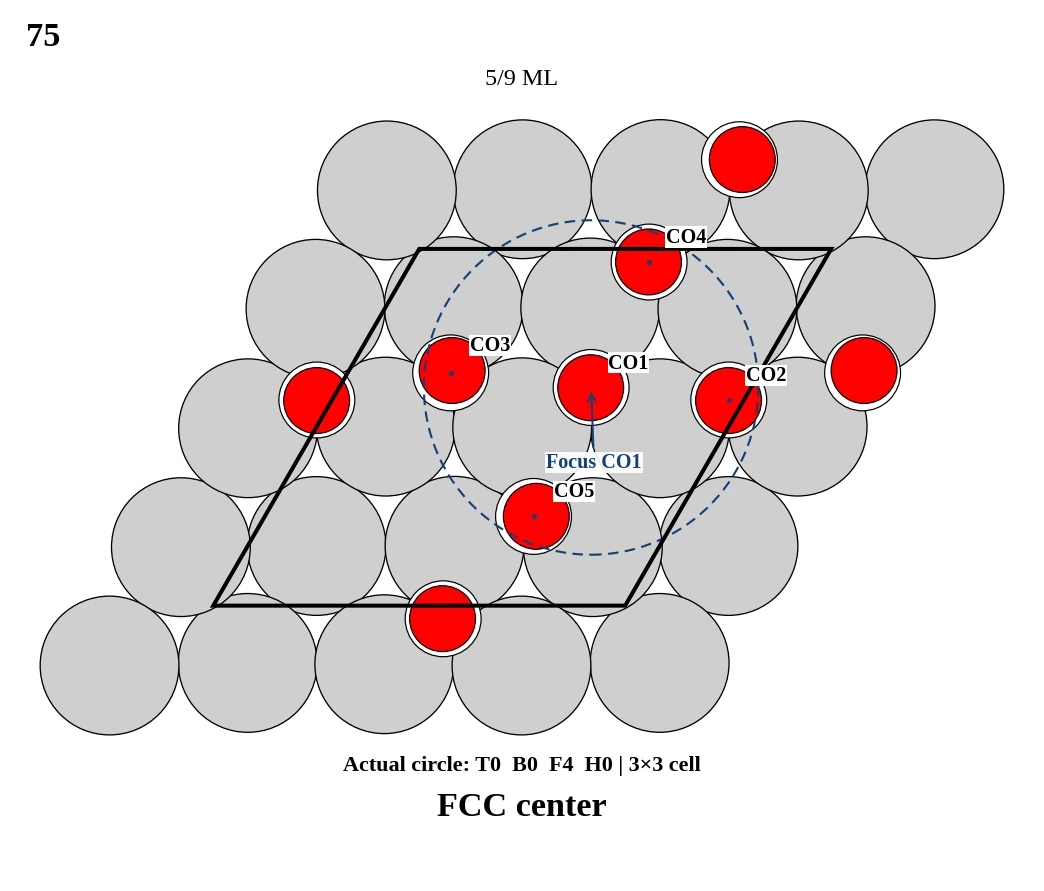 75
5/9 ML
CO4
CO3
CO1
CO2
Focus CO1
CO5
Actual circle: T0  B0  F4  H0 | 3×3 cell
FCC center